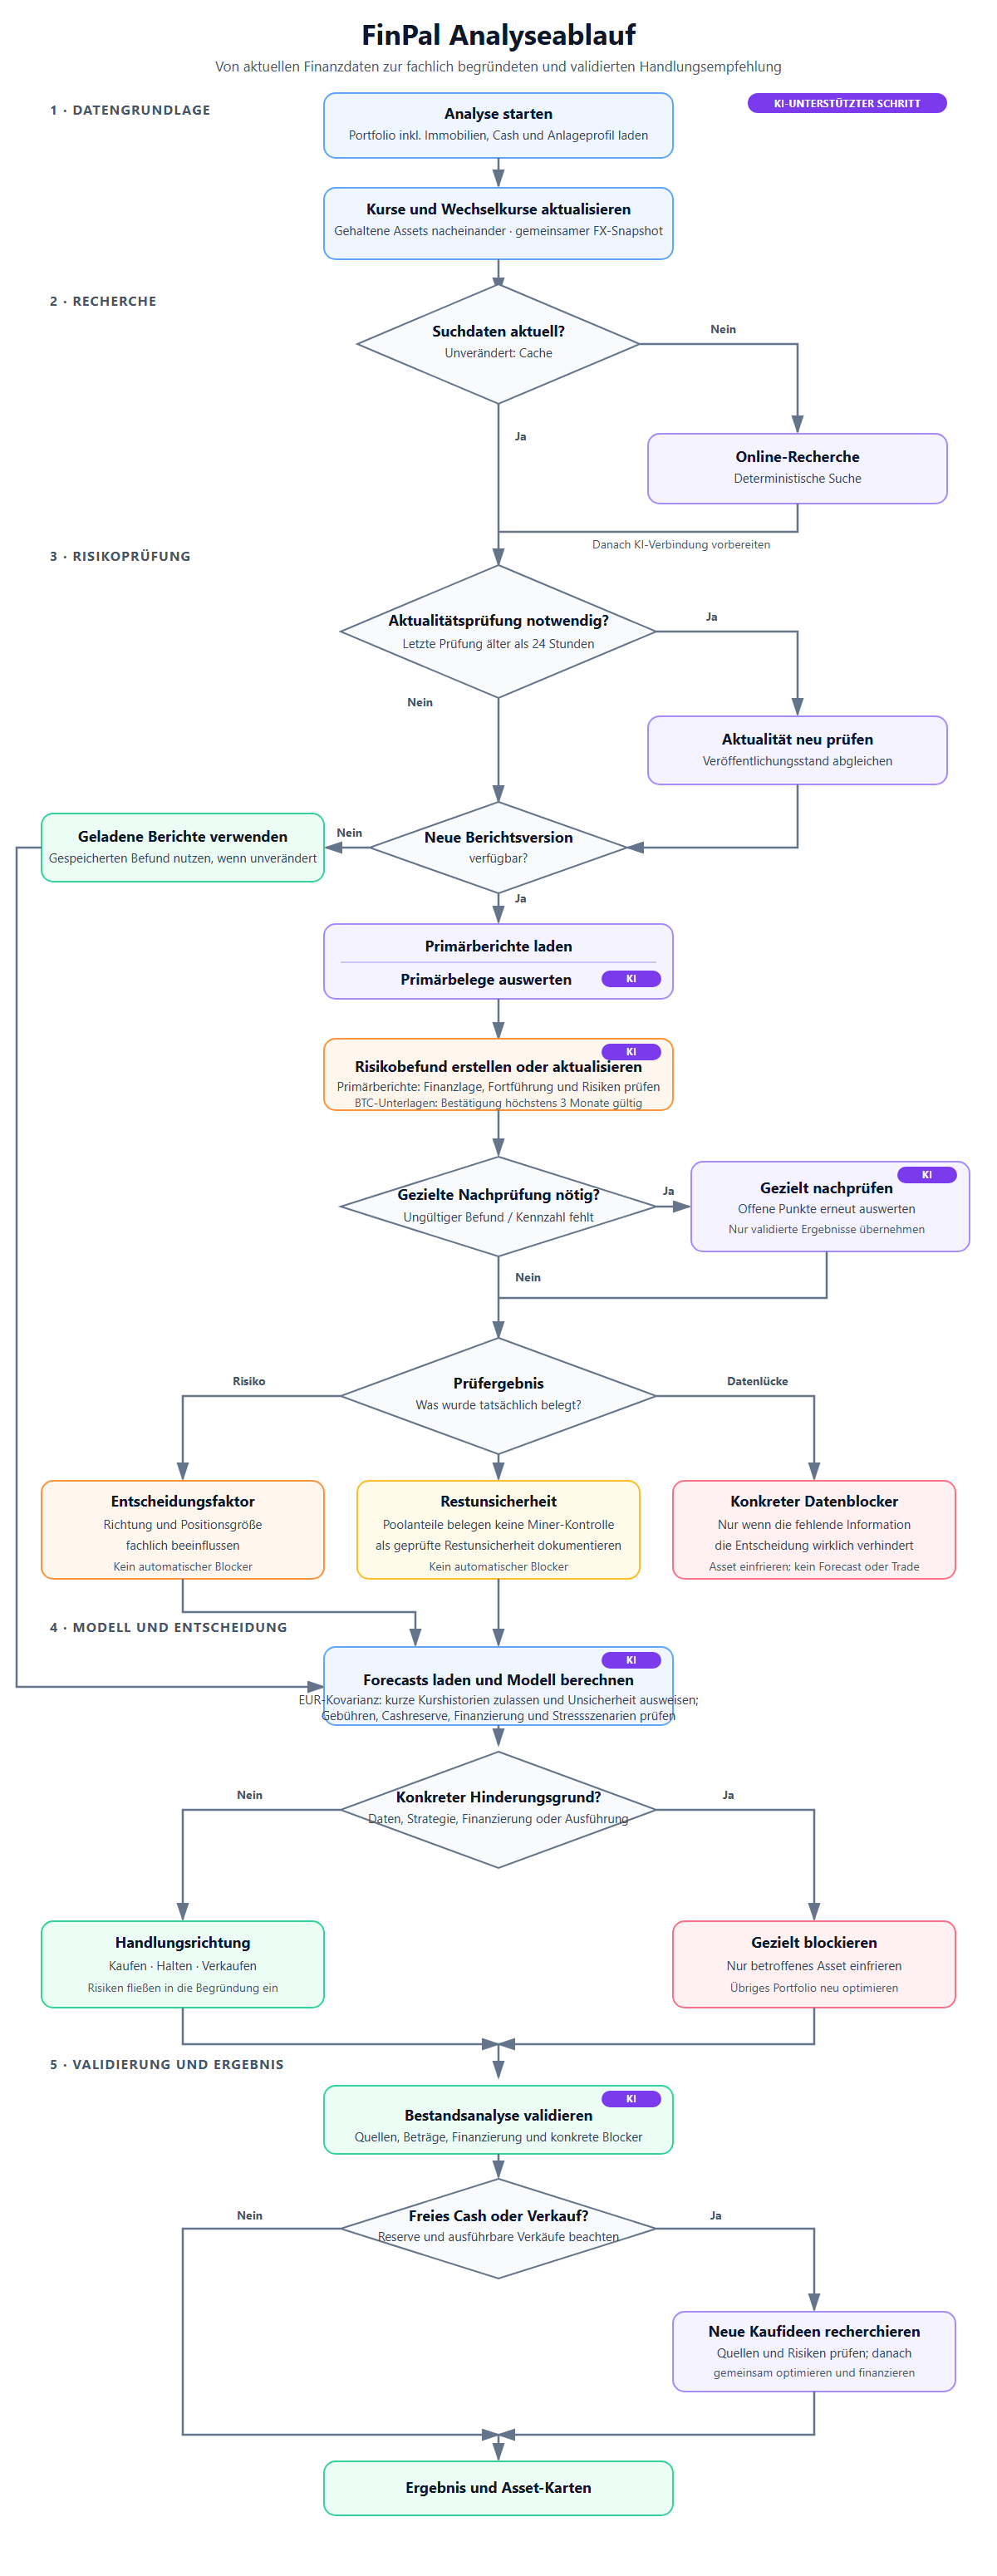 FinPal Analyseablauf
Von aktuellen Finanzdaten zur fachlich begründeten und validierten Handlungsempfehlung
1 · DATENGRUNDLAGE
KI-UNTERSTÜTZTER SCHRITT
Analyse starten
Portfolio inkl. Immobilien, Cash und Anlageprofil laden
Kurse und Wechselkurse aktualisieren
Gehaltene Assets nacheinander · gemeinsamer FX-Snapshot
2 · RECHERCHE
Suchdaten aktuell?
Unverändert: Cache
Nein
Ja
Online-Recherche
Deterministische Suche
Danach KI-Verbindung vorbereiten
3 · RISIKOPRÜFUNG
Aktualitätsprüfung notwendig?
Letzte Prüfung älter als 24 Stunden
Ja
Nein
Aktualität neu prüfen
Veröffentlichungsstand abgleichen
Geladene Berichte verwenden
Gespeicherten Befund nutzen, wenn unverändert
Nein
Neue Berichtsversion
verfügbar?
Ja
Primärberichte laden
Primärbelege auswerten
KI
KI
Risikobefund erstellen oder aktualisieren
Primärberichte: Finanzlage, Fortführung und Risiken prüfen
BTC-Unterlagen: Bestätigung höchstens 3 Monate gültig
Gezielte Nachprüfung nötig?
Ungültiger Befund / Kennzahl fehlt
Ja
Nein
KI
Gezielt nachprüfen
Offene Punkte erneut auswerten
Nur validierte Ergebnisse übernehmen
Prüfergebnis
Was wurde tatsächlich belegt?
Risiko
Datenlücke
Entscheidungsfaktor
Richtung und Positionsgröße
fachlich beeinflussen
Kein automatischer Blocker
Restunsicherheit
Poolanteile belegen keine Miner-Kontrolle
als geprüfte Restunsicherheit dokumentieren
Kein automatischer Blocker
Konkreter Datenblocker
Nur wenn die fehlende Information
die Entscheidung wirklich verhindert
Asset einfrieren; kein Forecast oder Trade
4 · MODELL UND ENTSCHEIDUNG
KI
Forecasts laden und Modell berechnen
EUR-Kovarianz: kurze Kurshistorien zulassen und Unsicherheit ausweisen;
Gebühren, Cashreserve, Finanzierung und Stressszenarien prüfen
Konkreter Hinderungsgrund?
Daten, Strategie, Finanzierung oder Ausführung
Nein
Ja
Handlungsrichtung
Kaufen · Halten · Verkaufen
Risiken fließen in die Begründung ein
Gezielt blockieren
Nur betroffenes Asset einfrieren
Übriges Portfolio neu optimieren
5 · VALIDIERUNG UND ERGEBNIS
KI
Bestandsanalyse validieren
Quellen, Beträge, Finanzierung und konkrete Blocker
Freies Cash oder Verkauf?
Reserve und ausführbare Verkäufe beachten
Nein
Ja
Neue Kaufideen recherchieren
Quellen und Risiken prüfen; danach
gemeinsam optimieren und finanzieren
Ergebnis und Asset-Karten